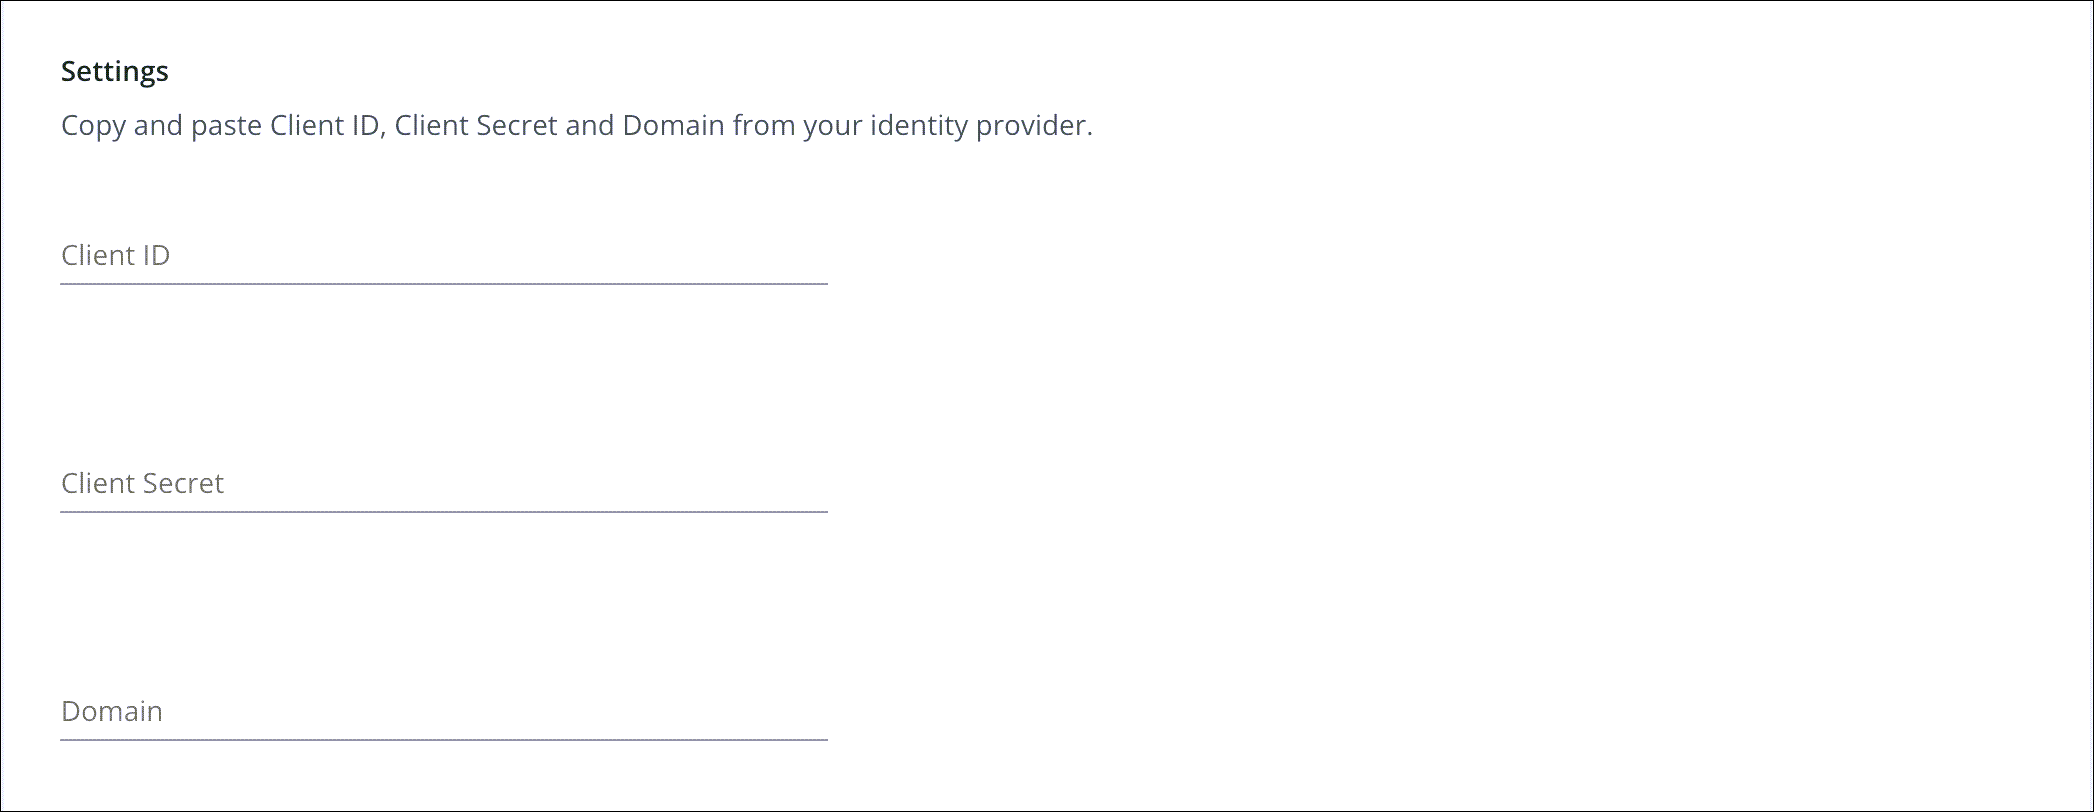 Settings
Copy and paste Client ID, Client Secret and Domain from your identity provider.
Client ID
Client Secret
Domain